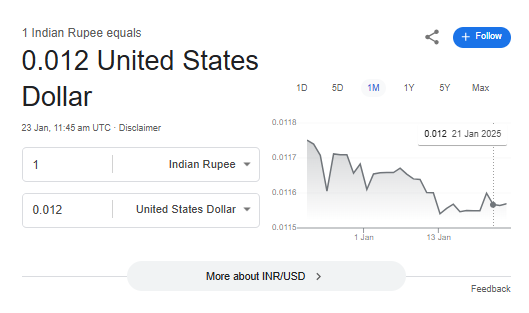 1 Indian Rupee equals
0.012 United States
Dollar
23 Jan, 11:45 am UTC · Disclaimer
1 Indian Rupee
0.012 United States Dollar
+ Follow
1D 5D 1M 1Y 5Y Max
0.0118
0.012 21 Jan 2025
0.0117
0.0116
0.0115
1 Jan 13 Jan
More about INR/USD
Feedback